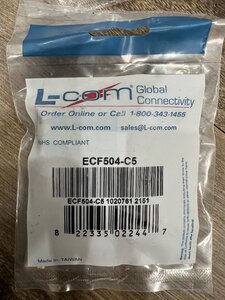 L-com Global
Connectivity
Order Online or Call 1-800-343-1455
www.L-com.com sales@L-com.com
RHS COMPLIANT
ECF504-C5
ECF504-C5 1020761 2151
8 22335 02244 7
Made in TAIWAN